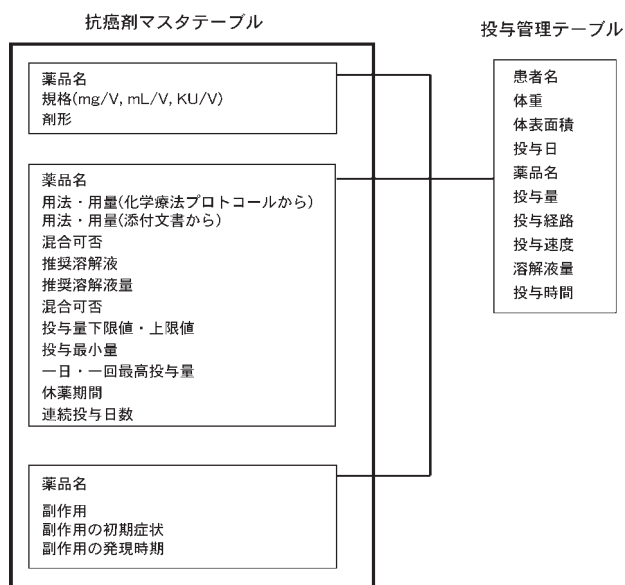 抗癌剤マスタテーブル
薬品名
規格(mg/V, mL/V, KU/V)
剤形
薬品名
用法・用量(化学療法プロトコールから)
用法・用量(添付文書から)
混合可否
推奨溶解液
推奨溶解液量
混合可否
投与量下限値・上限値
投与最小量
一日・一回最高投与量
休薬期間
連続投与日数
薬品名
副作用
副作用の初期症状
副作用の発現時期
投与管理テーブル
患者名
体重
体表面積
投与日
薬品名
投与量
投与経路
投与速度
溶解液量
投与時間